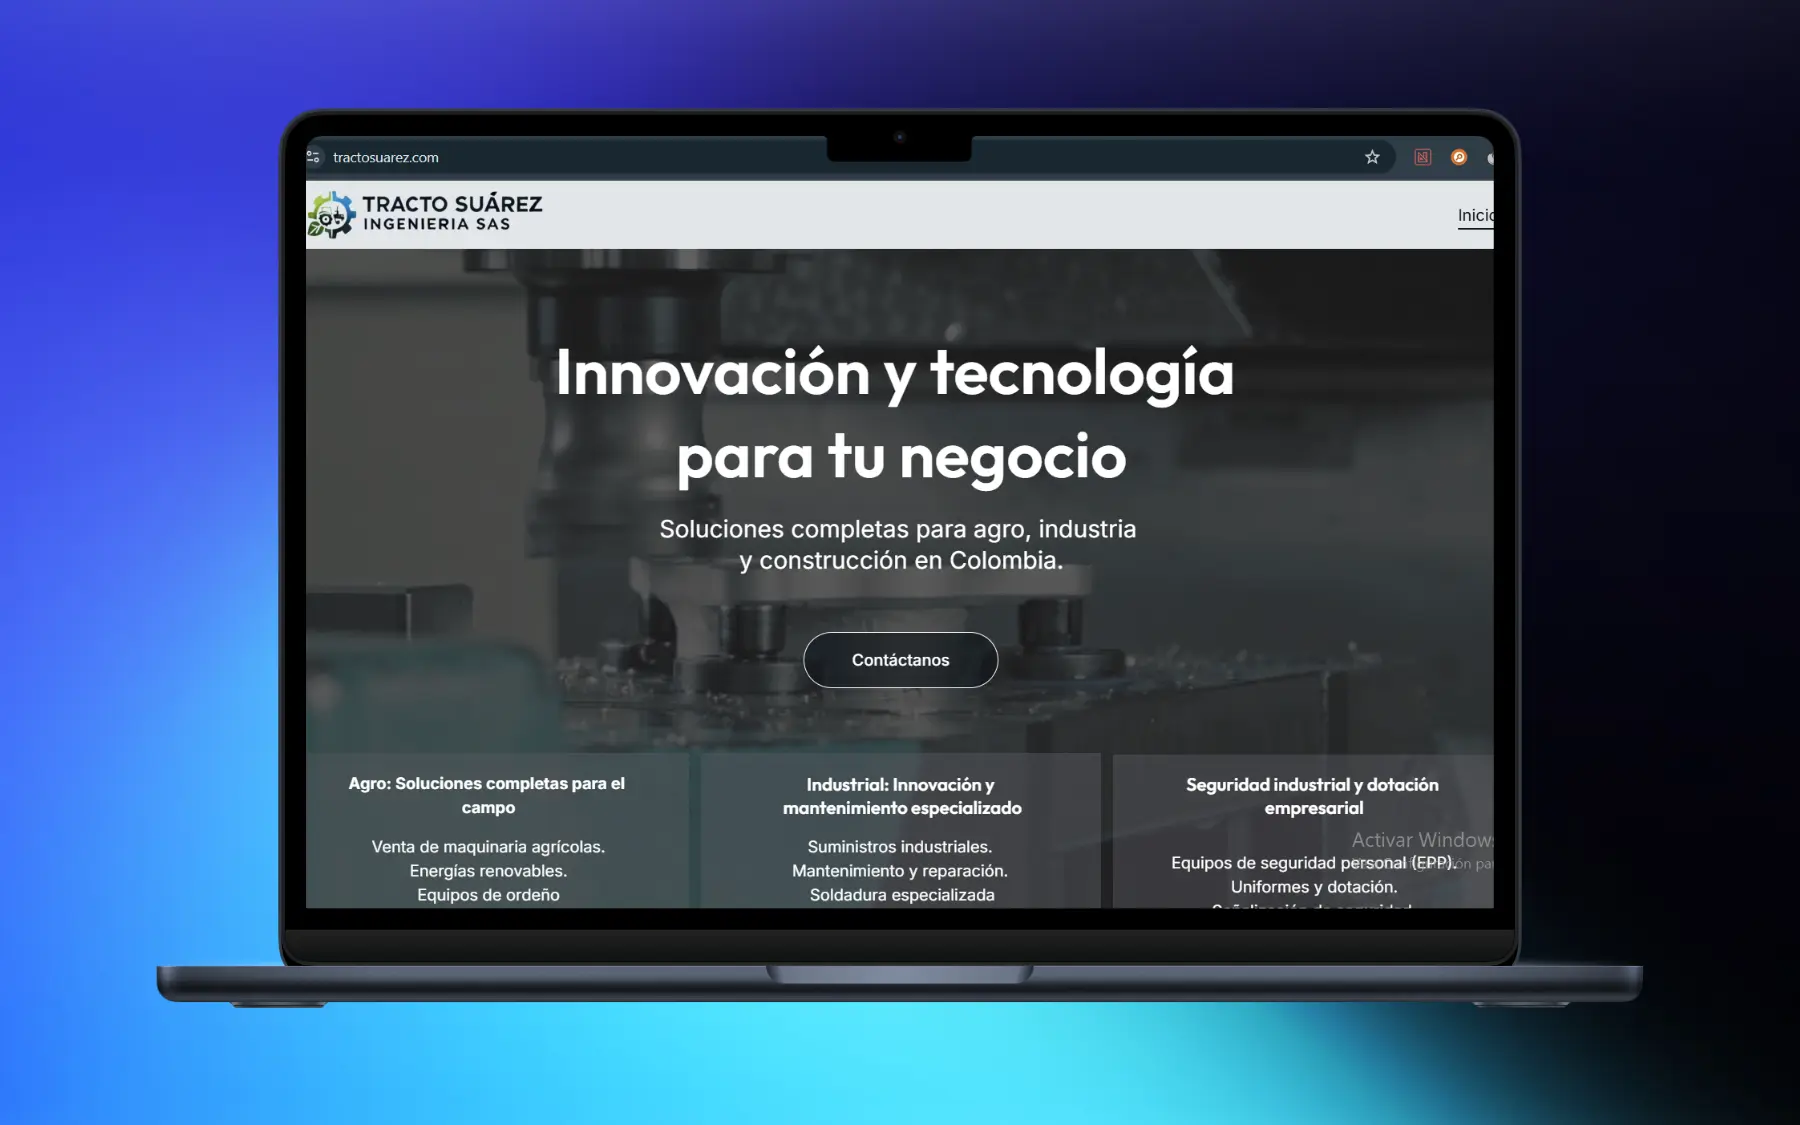 tractosuarez.com
TRACTO SUÁREZ
INGENIERIA SAS
Inicio
Innovación y tecnología
para tu negocio
Soluciones completas para agro, industria
y construcción en Colombia.
Contáctanos
Agro: Soluciones completas para el
campo
Venta de maquinaria agrícolas.
Energías renovables.
Equipos de ordeño
Industrial: Innovación y
mantenimiento especializado
Suministros industriales.
Mantenimiento y reparación.
Soldadura especializada
Seguridad industrial y dotación
empresarial
Activar Windows
Equipos de seguridad personal (EPP).
Uniformes y dotación.
Señalización de seguridad